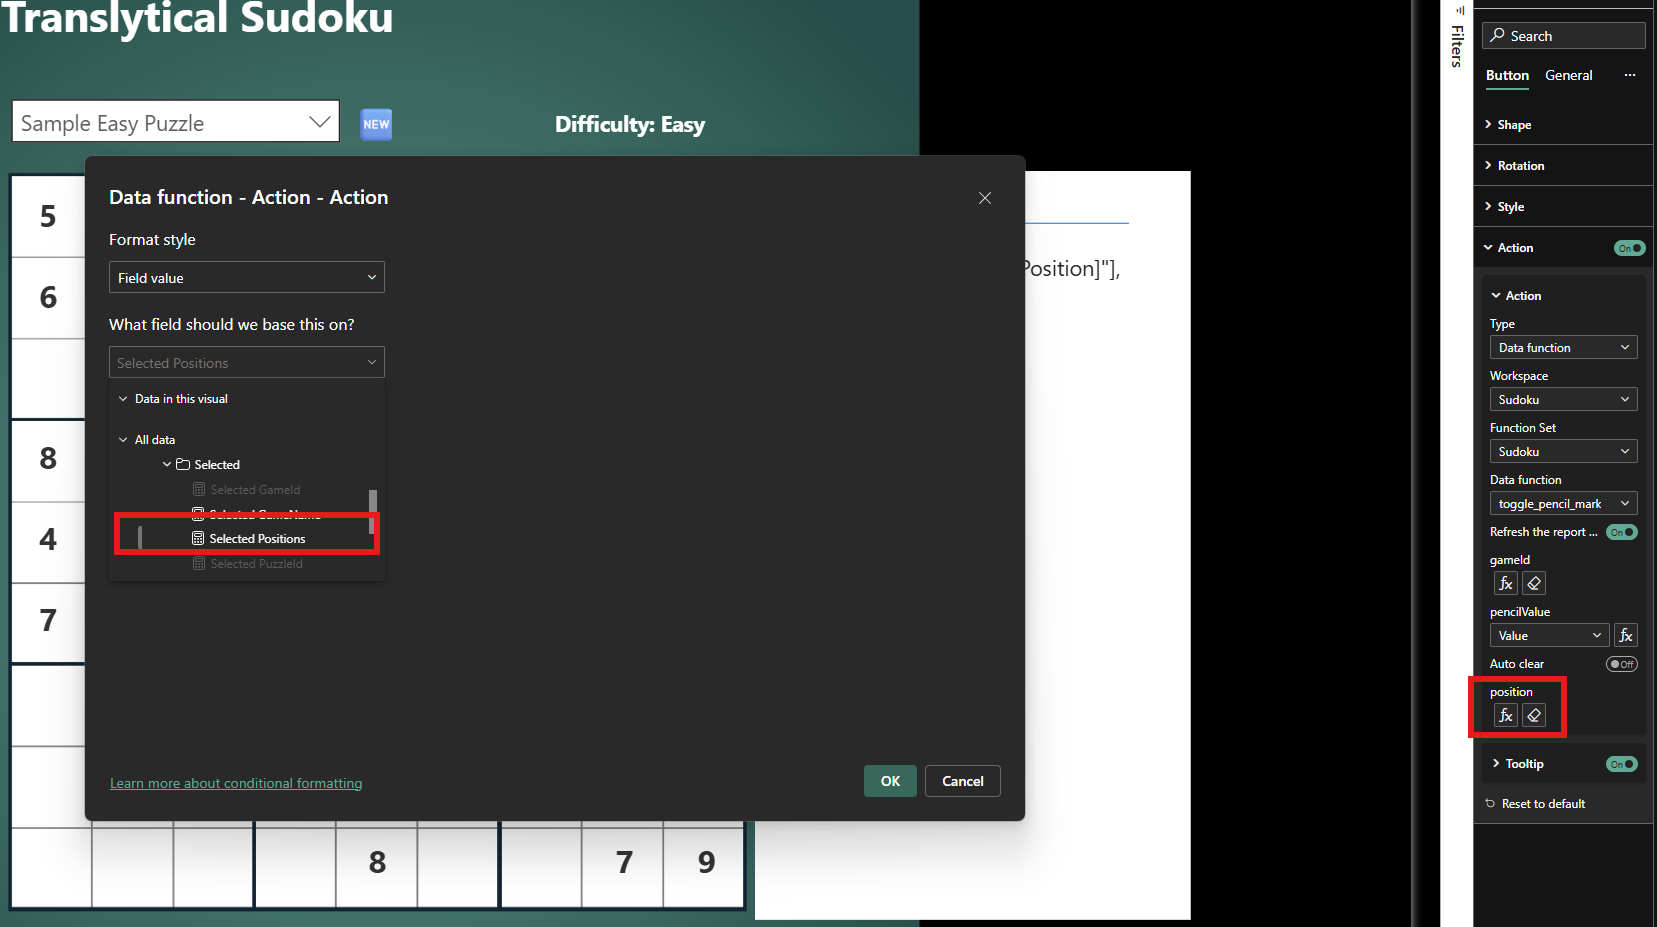 Translytical Sudoku
Sample Easy Puzzle
NEW
Difficulty: Easy
5
6
8
4
7
8
7
9
Position]"],
Data function - Action - Action
Format style
Field value
What field should we base this on?
Selected Positions
Data in this visual
All data
Selected
Selected GameId
Selected GameName
Selected Positions
Selected PuzzleId
Learn more about conditional formatting
OK
Cancel
Filters
Search
Button General ...
Shape
Rotation
Style
Action On
Action
Type
Data function
Workspace
Sudoku
Function Set
Sudoku
Data function
toggle_pencil_mark
Refresh the report ... On
gameId
fx
pencilValue
Value fx
Auto clear Off
position
fx
Tooltip On
Reset to default